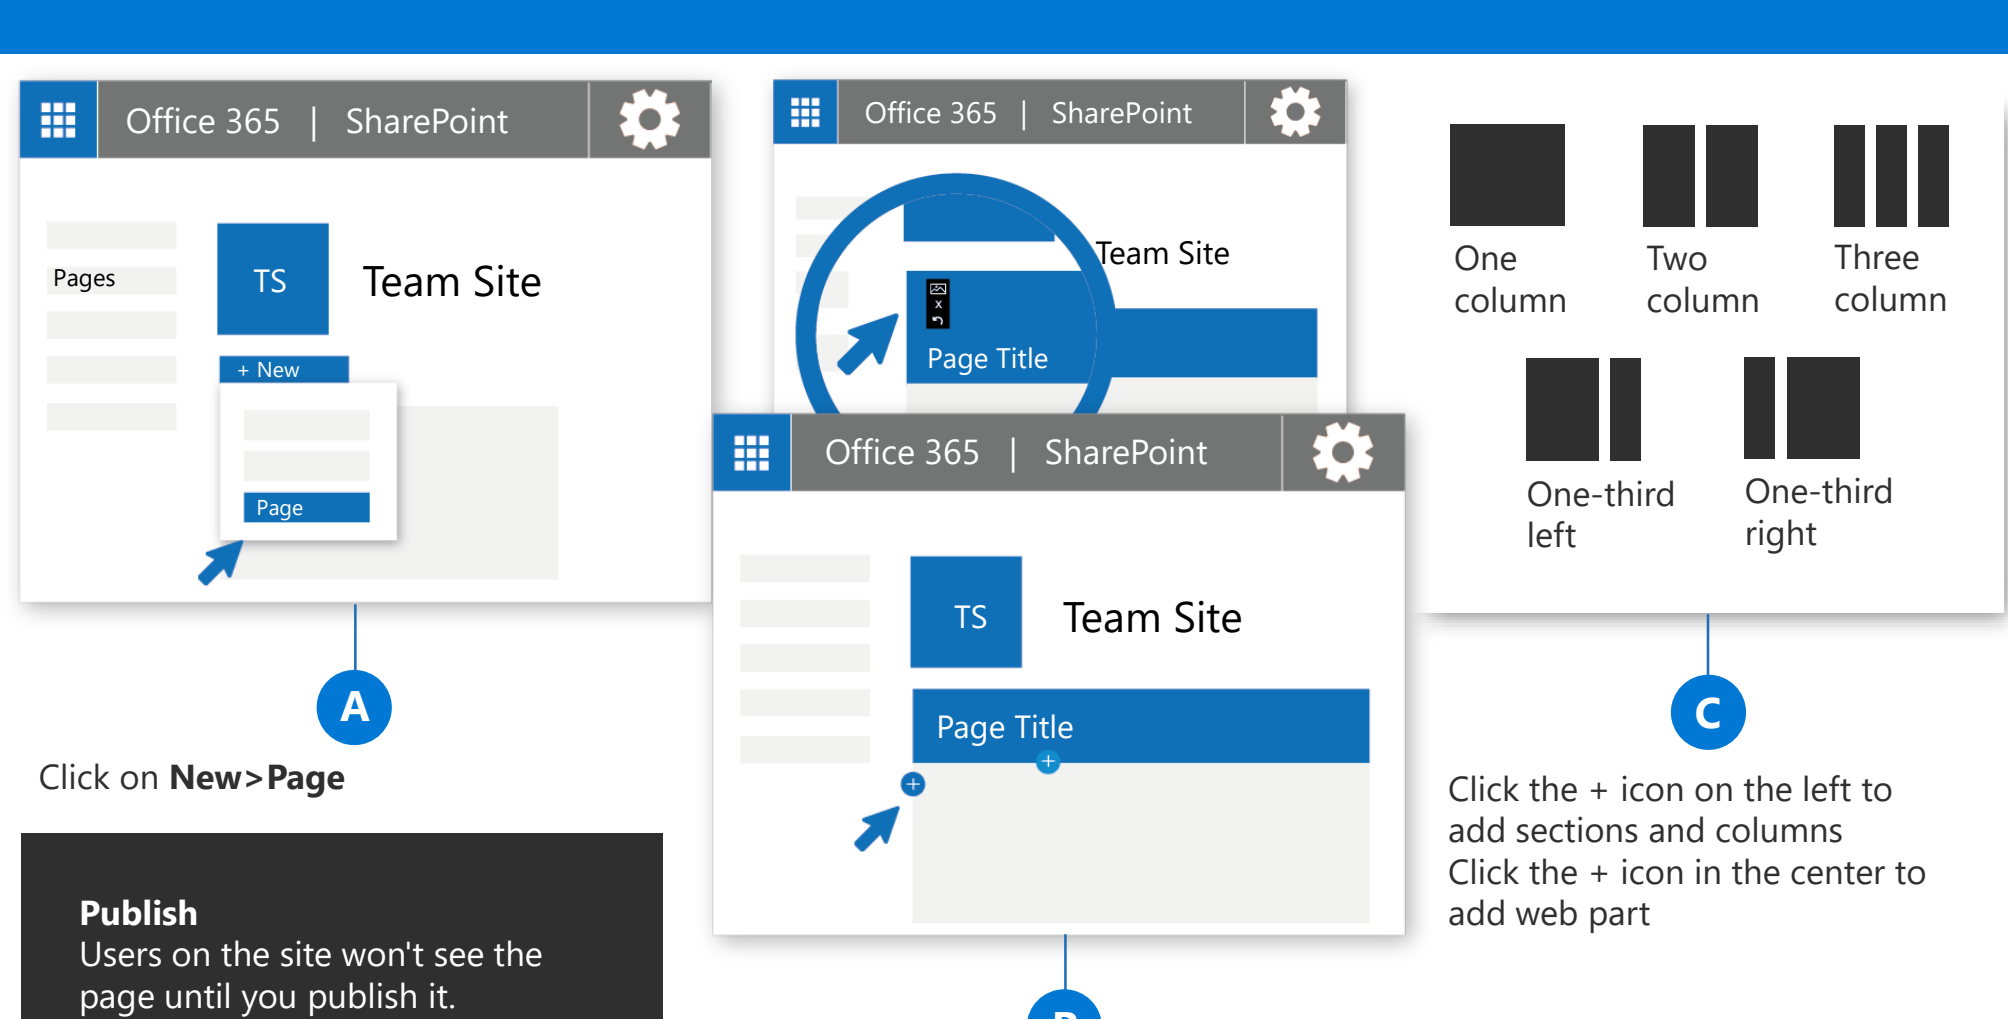 Office 365 | SharePoint
Pages
TS
Team Site
+ New
Page
A
Click on New>Page
Publish
Users on the site won't see the
page until you publish it.
Office 365 | SharePoint
Team Site
x
Page Title
Office 365 | SharePoint
TS
Team Site
Page Title
+
+
B
One
column
Two
column
Three
column
One-third
left
One-third
right
C
Click the + icon on the left to
add sections and columns
Click the + icon in the center to
add web part